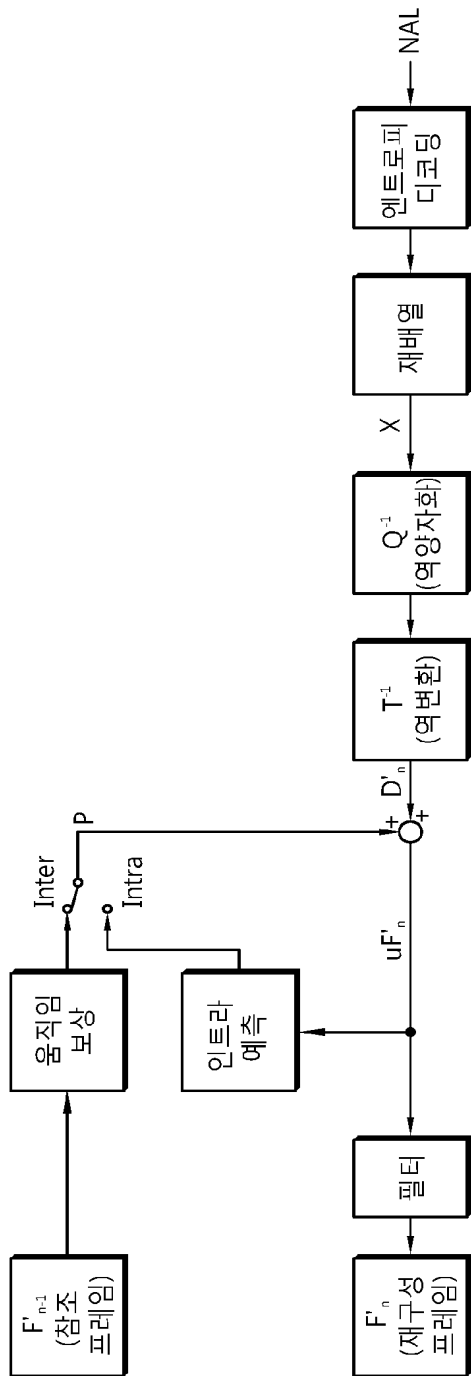 F'n-1
(참조
프레임)
움직임
보상
Inter
P
Intra
인트라
예측
F'n
(재구성
프레임)
필터
uF'n
+
+
D'n
T-1
(역변환)
Q-1
(역양자화)
X
재배열
엔트로피
디코딩
NAL